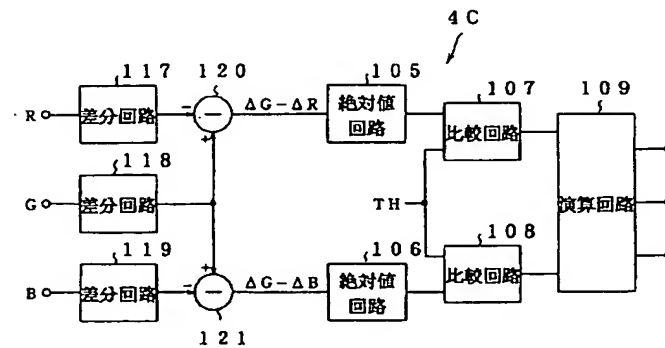 4C
117
120
105
107
109
R
差分回路
ΔG−ΔR
絶対値
回路
比較回路
118
G
差分回路
TH
演算回路
119
106
108
B
差分回路
ΔG−ΔB
絶対値
回路
比較回路
121